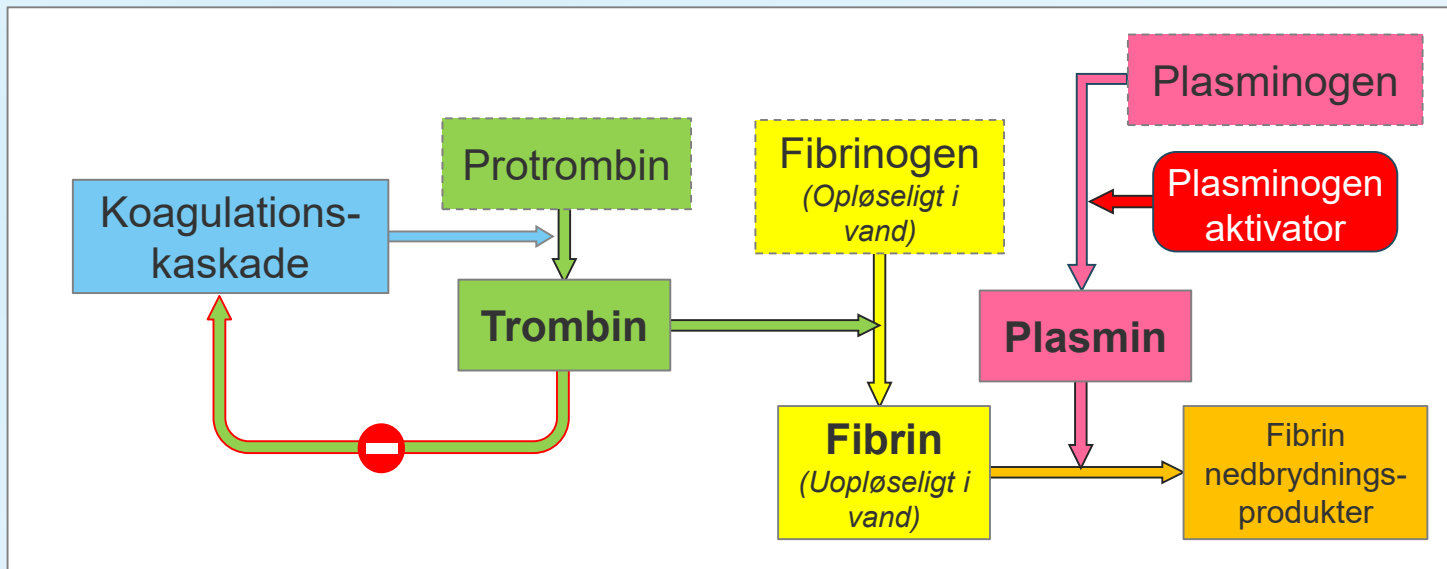 Plasminogen
Protrombin
Fibrinogen
(Opløseligt i
vand)
Plasminogen
aktivator
Koagulations-
kaskade
Trombin
Plasmin
Fibrin
(Uopløseligt i
vand)
Fibrin
nedbrydnings-
produkter